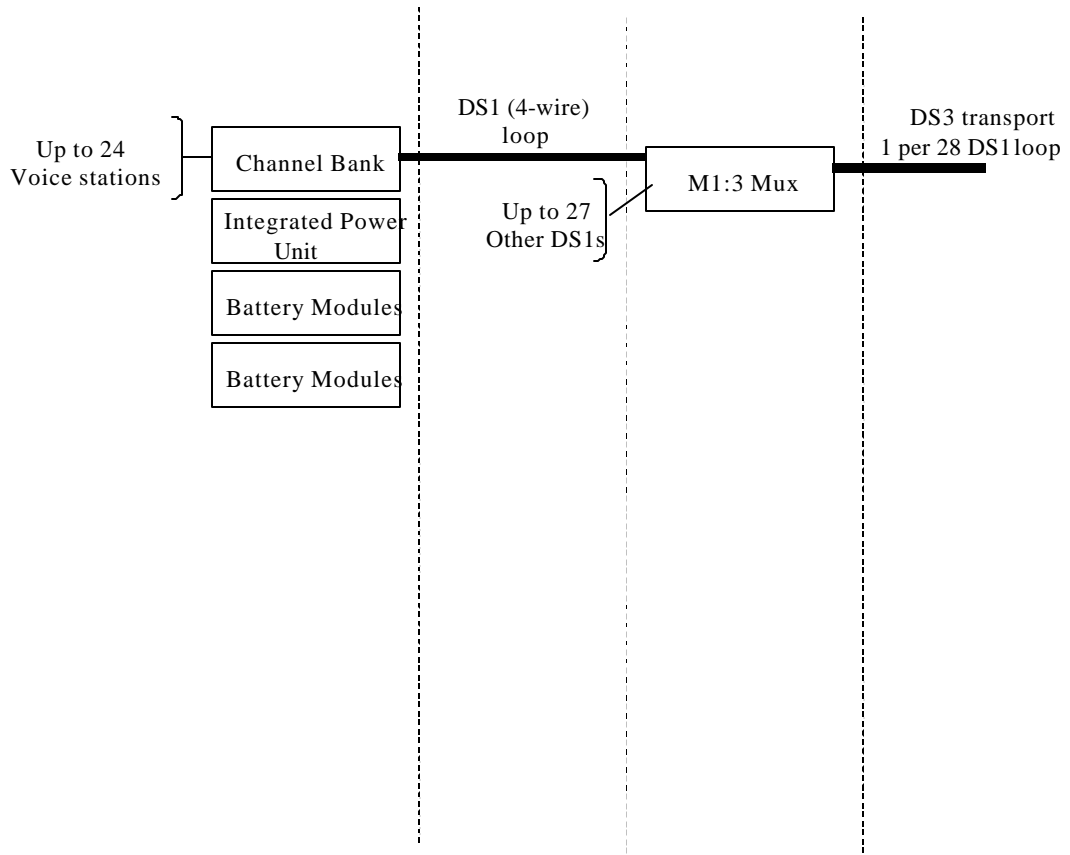 Up to 24
Voice stations
Channel Bank
Integrated Power
Unit
Battery Modules
Battery Modules
DS1 (4-wire)
loop
Up to 27
Other DS1s
M1:3 Mux
DS3 transport
1 per 28 DS1loop